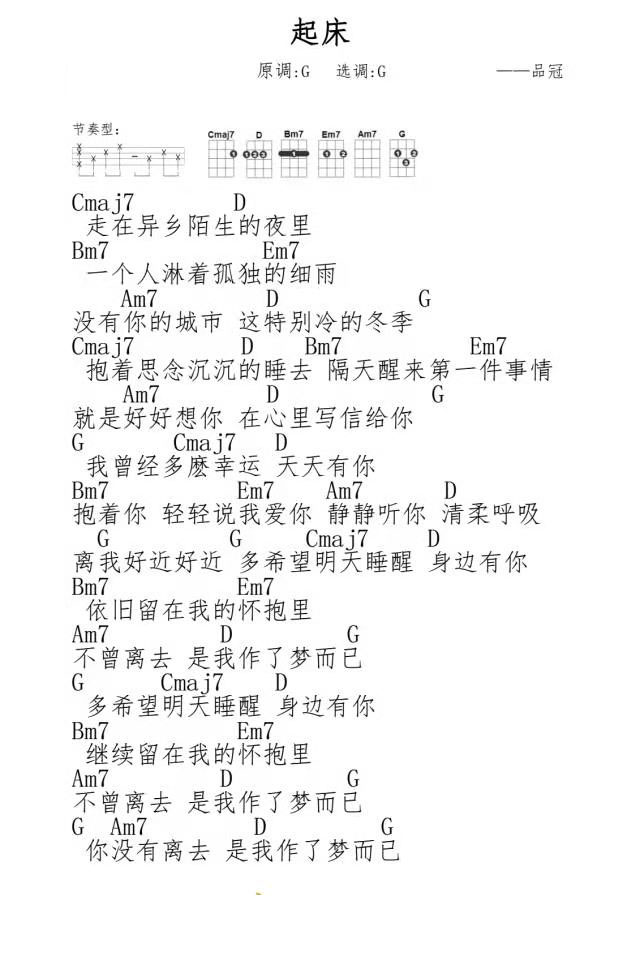 起床
原调:G 选调:G ——品冠
节奏型:
Cmaj7 D Bm7 Em7 Am7 G
Cmaj7 D
走在异乡陌生的夜里
Bm7 Em7
一个人淋着孤独的细雨
Am7 D G
没有你的城市 这特别冷的冬季
Cmaj7 D Bm7 Em7
抱着思念沉沉的睡去 隔天醒来第一件事情
Am7 D G
就是好好想你 在心里写信给你
G Cmaj7 D
我曾经多麽幸运 天天有你
Bm7 Em7 Am7 D
抱着你 轻轻说我爱你 静静听你 清柔呼吸
G G Cmaj7 D
离我好近好近 多希望明天睡醒 身边有你
Bm7 Em7
依旧留在我的怀抱里
Am7 D G
不曾离去 是我作了梦而已
G Cmaj7 D
多希望明天睡醒 身边有你
Bm7 Em7
继续留在我的怀抱里
Am7 D G
不曾离去 是我作了梦而已
G Am7 D G
你没有离去 是我作了梦而已